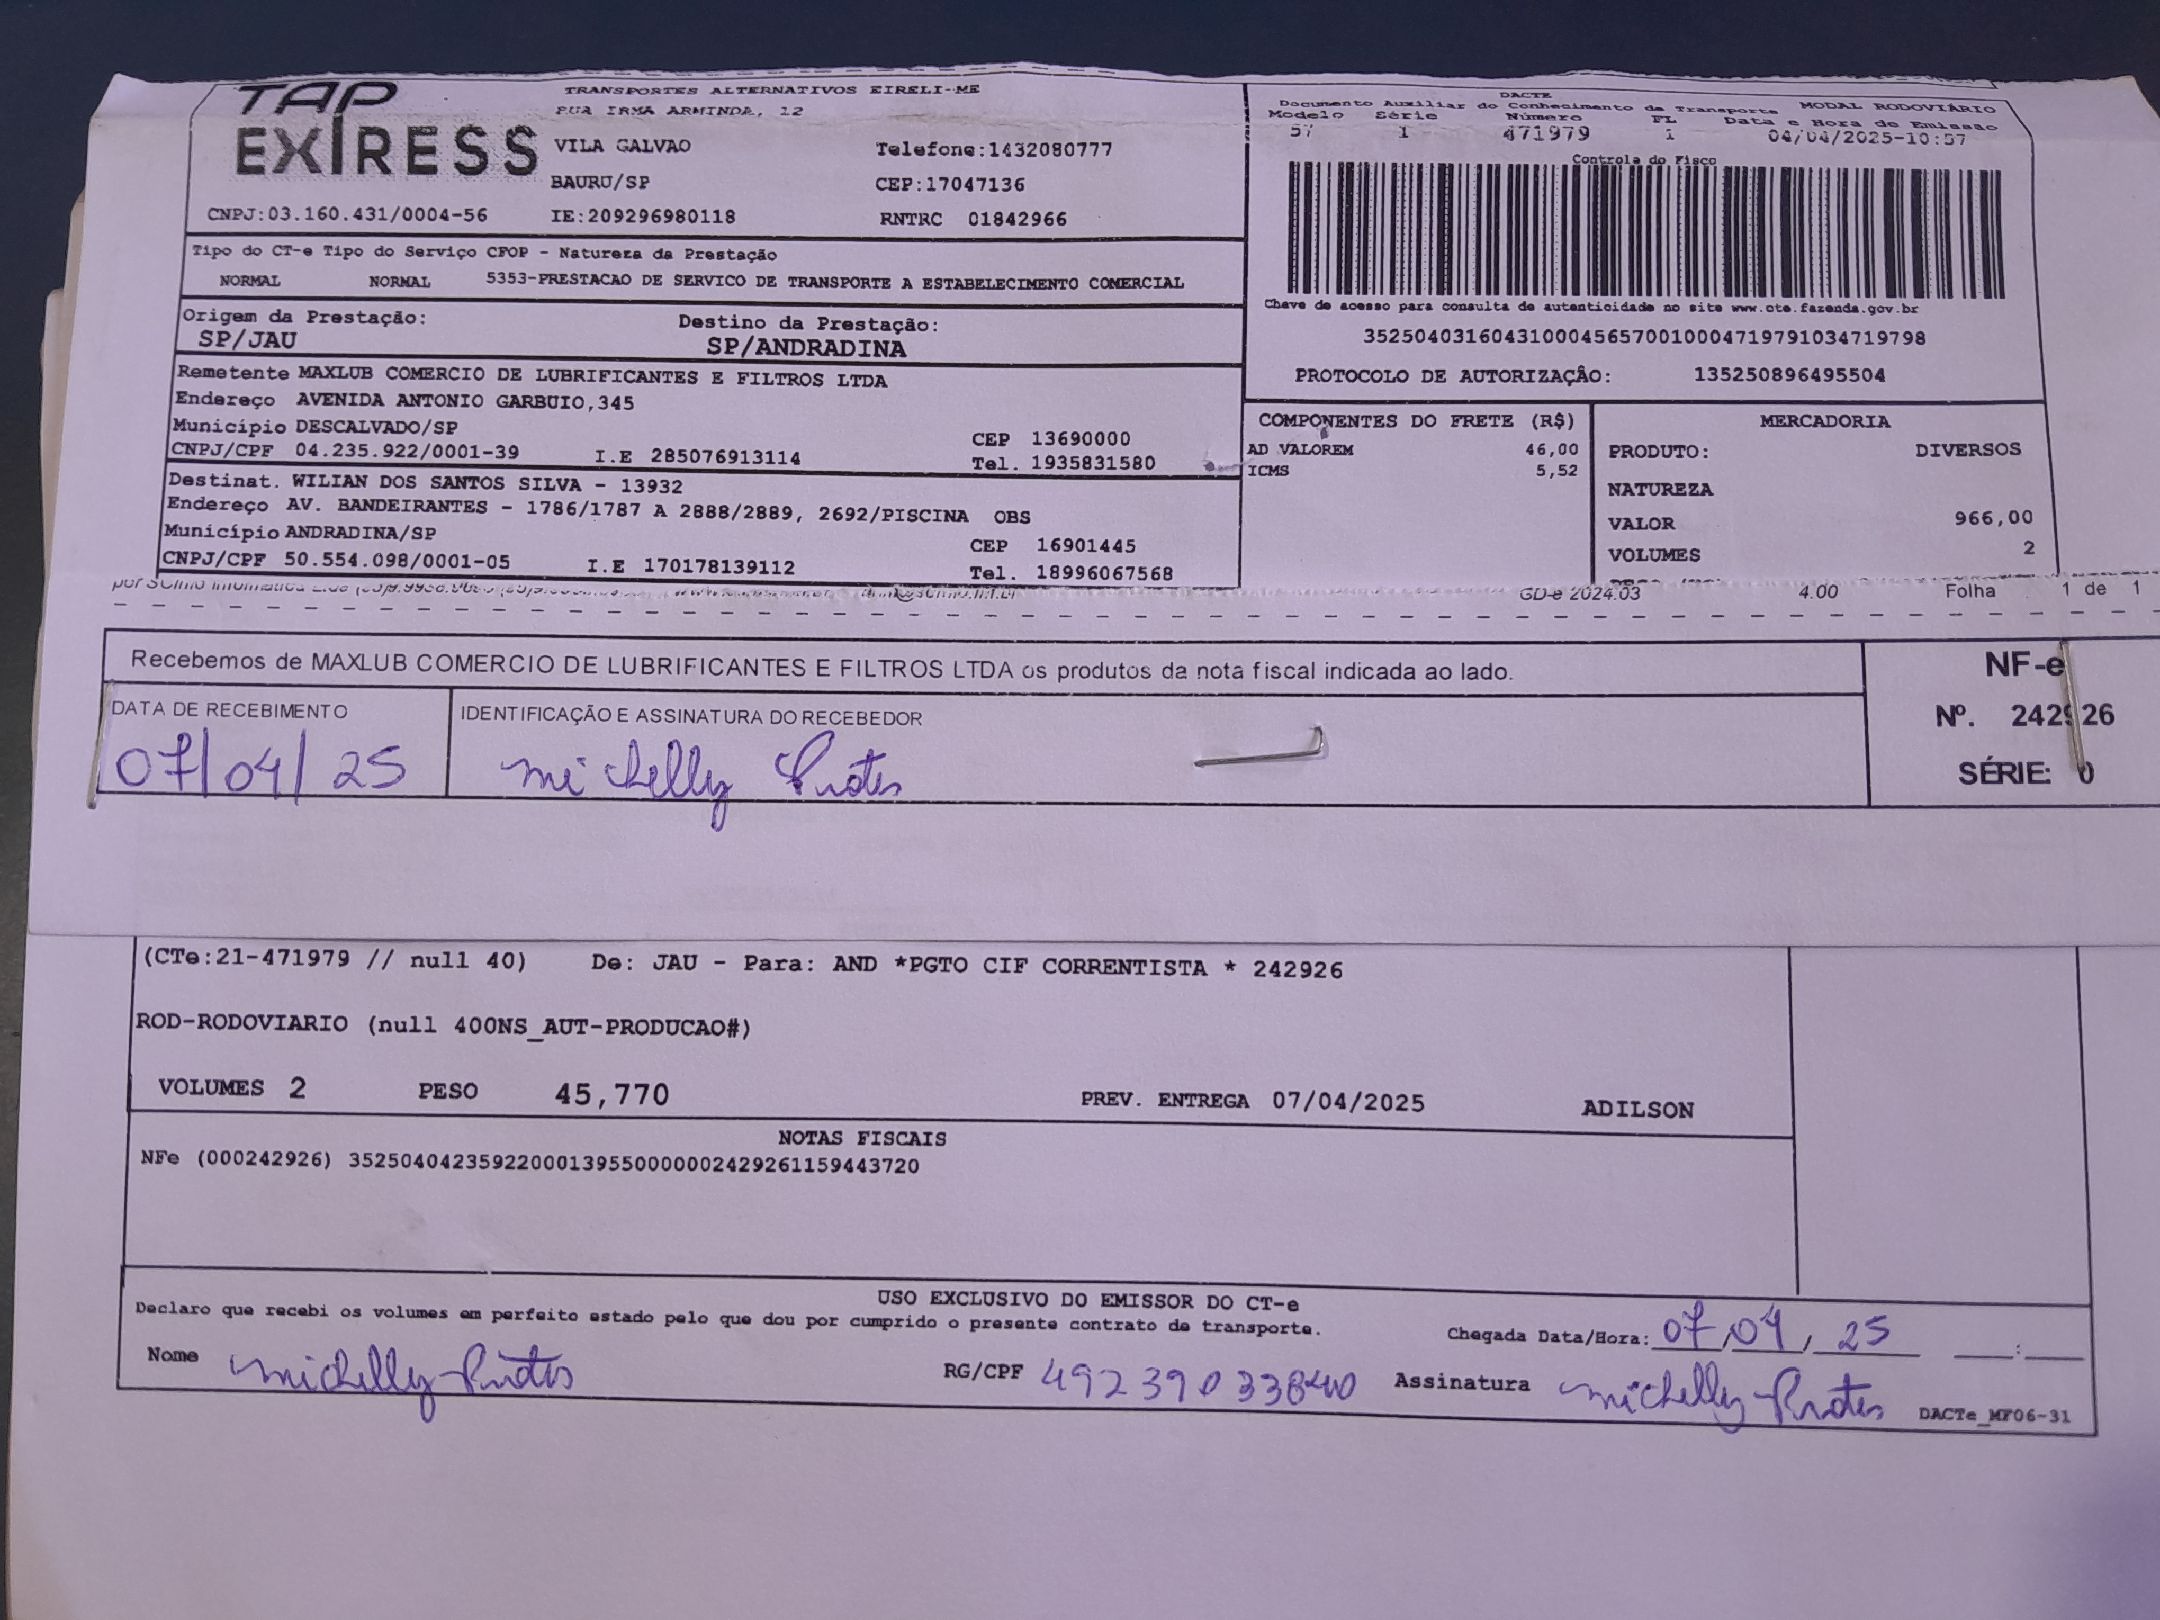 TAP
EXPRESS
TRANSPORTES ALTERNATIVOS EIRELI-ME
RUA IRMA ARMINDA, 12
VILA GALVAO
Telefone:1432080777
BAURU/SP
CEP:17047136
CNPJ:03.160.431/0004-56 IE:209296980118 RNTRC 01842966
DACTE
Documento Auxiliar do Conhecimento de Transporte MODAL RODOVIÁRIO
Modelo Série Número FL Data e Hora de Emissão
57 1 471979 1 04/04/2025-10:57
Controle do Fisco
Chave de acesso para consulta de autenticidade no site www.cte.fazenda.gov.br
35250403160431000456570010004719791034719798
PROTOCOLO DE AUTORIZAÇÃO: 135250896495504
Tipo do CT-e Tipo do Serviço CFOP - Natureza da Prestação
NORMAL NORMAL 5353-PRESTACAO DE SERVICO DE TRANSPORTE A ESTABELECIMENTO COMERCIAL
Origem da Prestação: Destino da Prestação:
SP/JAU SP/ANDRADINA
Remetente MAXLUB COMERCIO DE LUBRIFICANTES E FILTROS LTDA
Endereço AVENIDA ANTONIO GARBUIO,345
Município DESCALVADO/SP CEP 13690000
CNPJ/CPF 04.235.922/0001-39 I.E 285076913114 Tel. 1935831580
Destinat. WILIAN DOS SANTOS SILVA - 13932
Endereço AV. BANDEIRANTES - 1786/1787 A 2888/2889, 2692/PISCINA OBS
Município ANDRADINA/SP CEP 16901445
CNPJ/CPF 50.554.098/0001-05 I.E 170178139112 Tel. 18996067568
COMPONENTES DO FRETE (R$)
AD VALOREM 46,00
ICMS 5,52
MERCADORIA
PRODUTO: DIVERSOS
NATUREZA
VALOR 966,00
VOLUMES 2
GD-e 2024.03 4.00 Folha 1 de 1
Recebemos de MAXLUB COMERCIO DE LUBRIFICANTES E FILTROS LTDA os produtos da nota fiscal indicada ao lado.
NF-e
Nº. 242926
SÉRIE: 0
DATA DE RECEBIMENTO IDENTIFICAÇÃO E ASSINATURA DO RECEBEDOR
07/04/25 michelly Prates
(CTe:21-471979 // null 40) De: JAU - Para: AND *PGTO CIF CORRENTISTA * 242926
ROD-RODOVIARIO (null 400NS_AUT-PRODUCAO#)
VOLUMES 2 PESO 45,770 PREV. ENTREGA 07/04/2025 ADILSON
NOTAS FISCAIS
NFe (000242926) 35250404235922000139550000002429261159443720
USO EXCLUSIVO DO EMISSOR DO CT-e
Declaro que recebi os volumes em perfeito estado pelo que dou por cumprido o presente contrato de transporte.
Chegada Data/Hora: 07/04/25 __:__
Nome michelly Prates RG/CPF 49239033840 Assinatura michelly Prates
DACTe_MF06-31